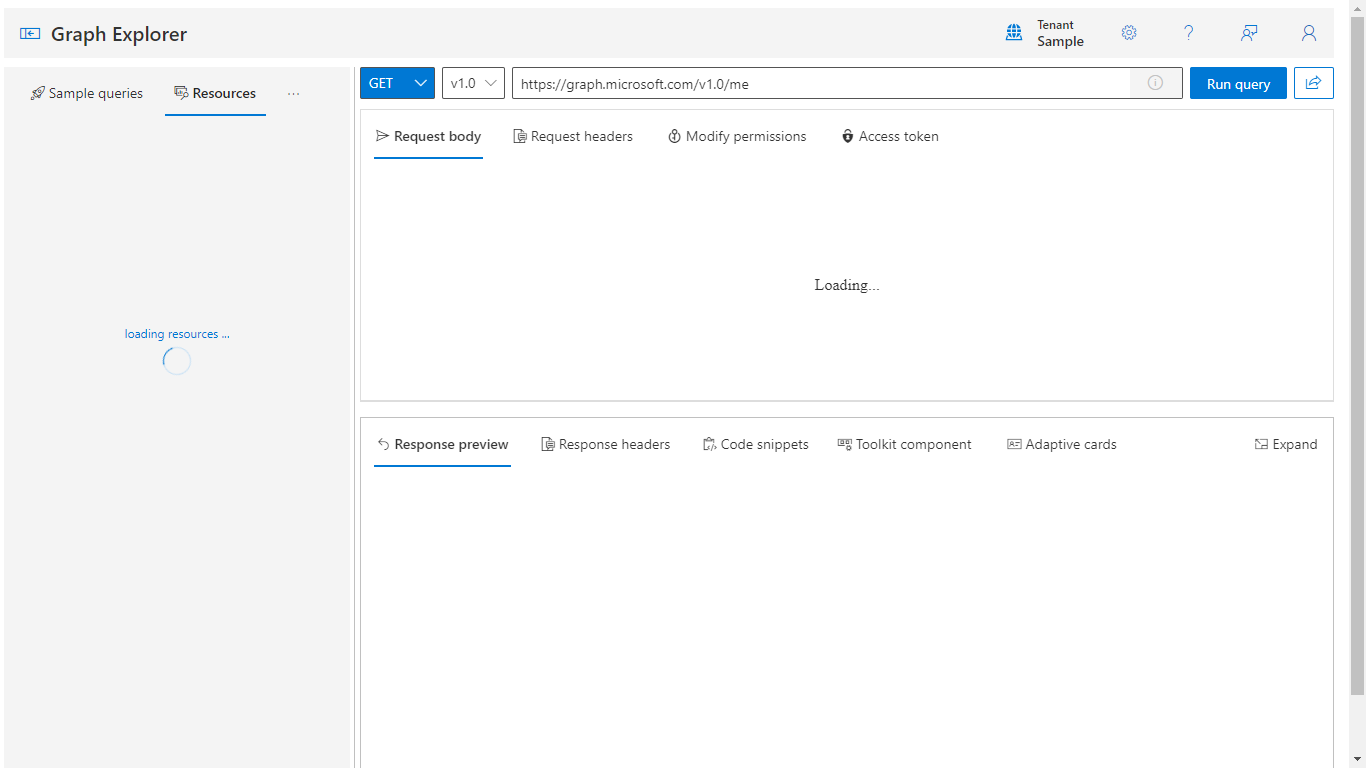 Graph Explorer
Tenant
Sample
?
Sample queries
Resources
...
GET
v1.0
https://graph.microsoft.com/v1.0/me
Run query
Request body
Request headers
Modify permissions
Access token
loading resources ...
Loading...
Response preview
Response headers
Code snippets
Toolkit component
Adaptive cards
Expand